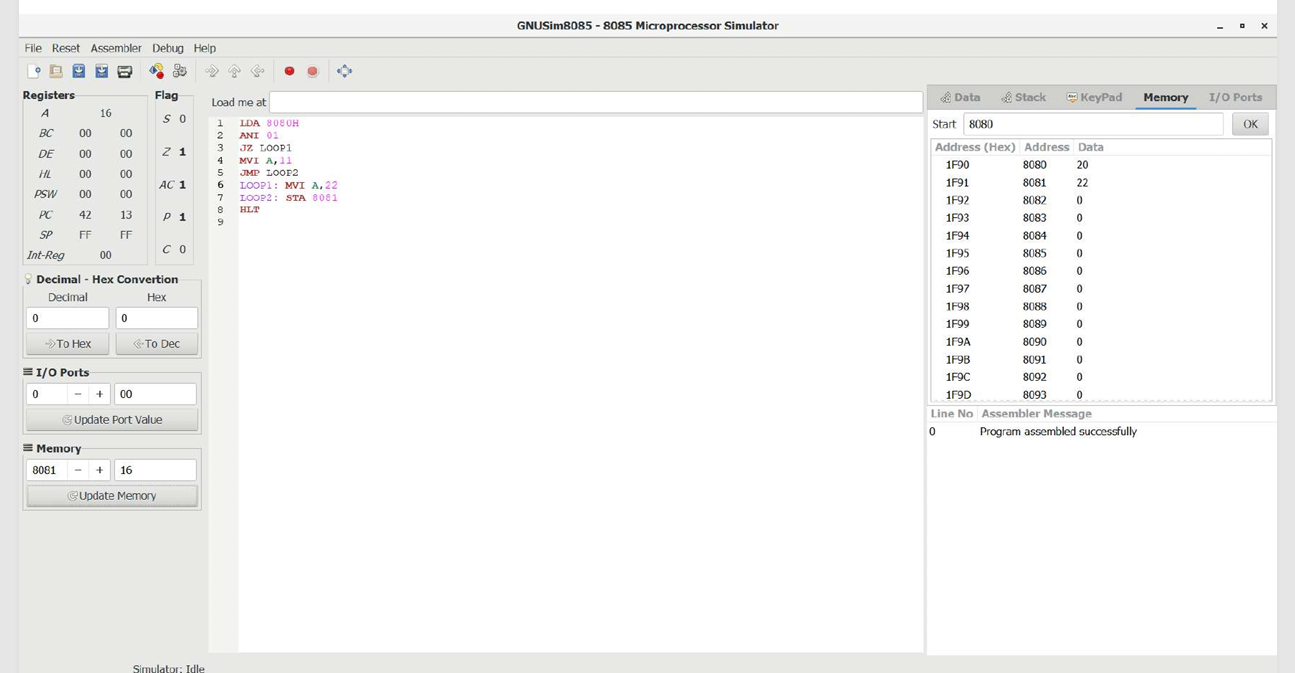 GNUSim8085 - 8085 Microprocessor Simulator
File Reset Assembler Debug Help
Registers
A 16
BC 00 00
DE 00 00
HL 00 00
PSW 00 00
PC 42 13
SP FF FF
Int-Reg 00
Flag
S 0
Z 1
AC 1
P 1
C 0
Decimal - Hex Convertion
Decimal Hex
0 0
To Hex To Dec
I/O Ports
0 - + 00
Update Port Value
Memory
8081 - + 16
Update Memory
Load me at
1 LDA 8080H
2 ANI 01
3 JZ LOOP1
4 MVI A,11
5 JMP LOOP2
6 LOOP1: MVI A,22
7 LOOP2: STA 8081
8 HLT
9
Data Stack KeyPad Memory I/O Ports
Start 8080 OK
Address (Hex) Address Data
1F90 8080 20
1F91 8081 22
1F92 8082 0
1F93 8083 0
1F94 8084 0
1F95 8085 0
1F96 8086 0
1F97 8087 0
1F98 8088 0
1F99 8089 0
1F9A 8090 0
1F9B 8091 0
1F9C 8092 0
1F9D 8093 0
Line No Assembler Message
0 Program assembled successfully
Simulator: Idle